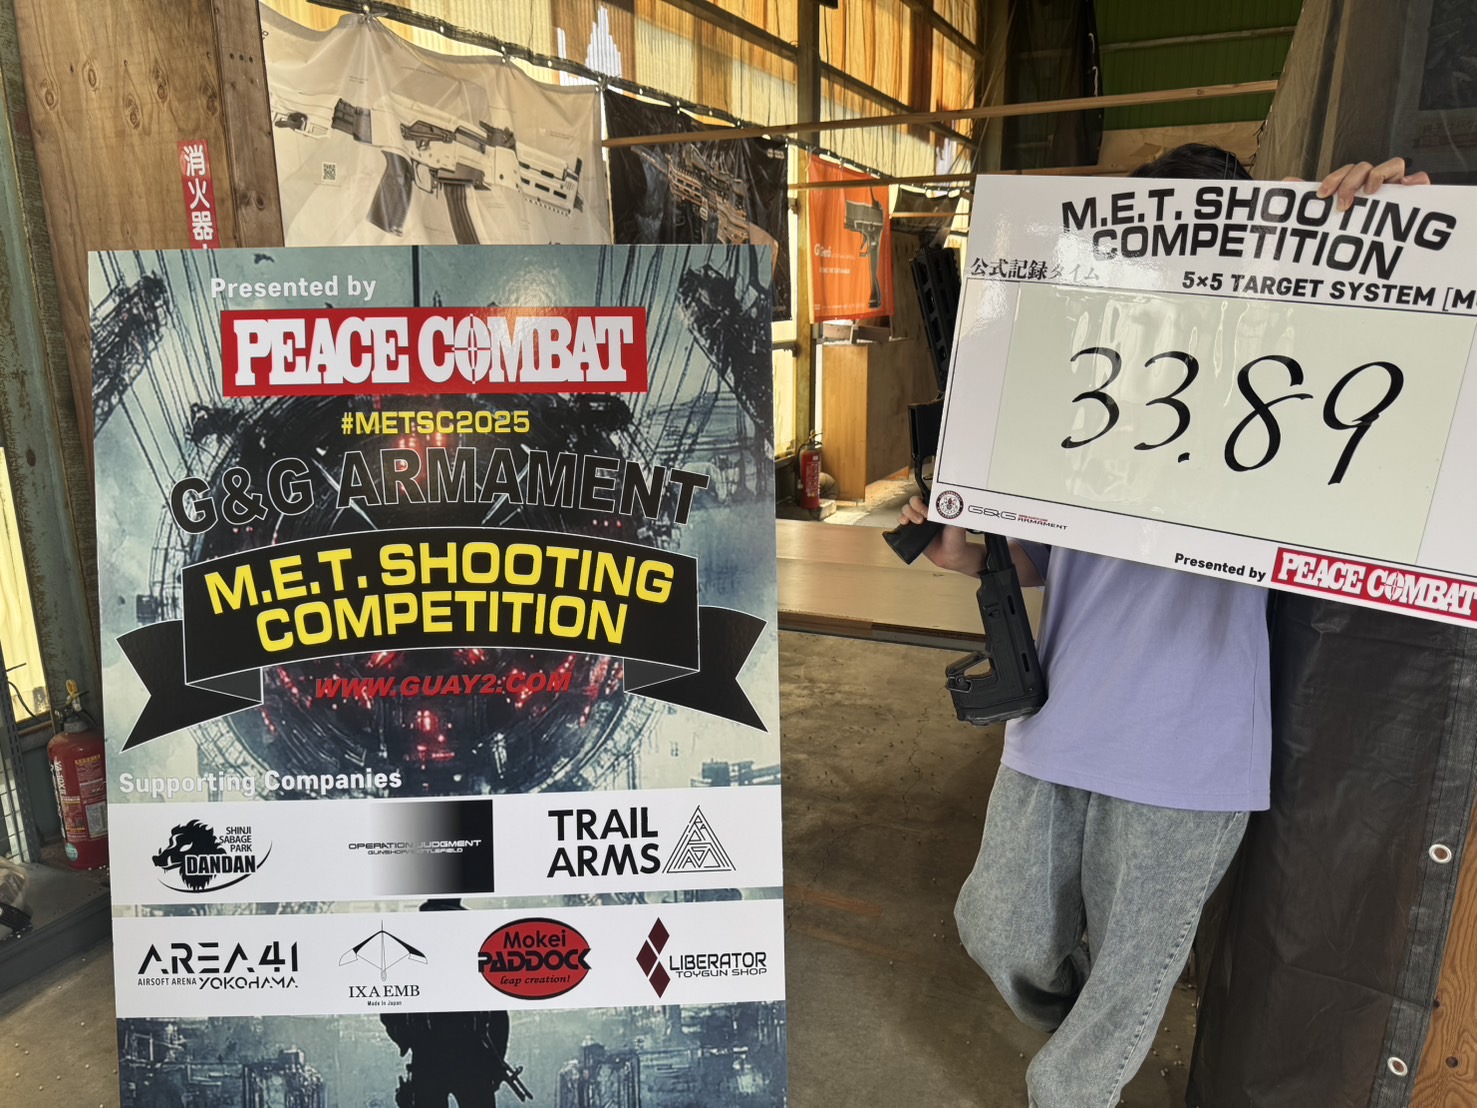 消火器
Presented by
PEACE COMBAT
#METSC2025
G&G ARMAMENT
M.E.T. SHOOTING
COMPETITION
WWW.GUAY2.COM
Supporting Companies
SHINJI
SABAGE
PARK
DANDAN
OPERATION JUDGMENT
GUNSHOP/BATTLEFIELD
TRAIL
ARMS
AREA41
AIRSOFT ARENA YOKOHAMA
IXAEMB
Made in Japan
Mokei
PADDOCK
leap creation!
LIBERATOR
TOYGUN SHOP
M.E.T. SHOOTING
COMPETITION
公式記録タイム
5×5 TARGET SYSTEM [M
33.89
G&G ARMAMENT
Presented by
PEACE COMBAT